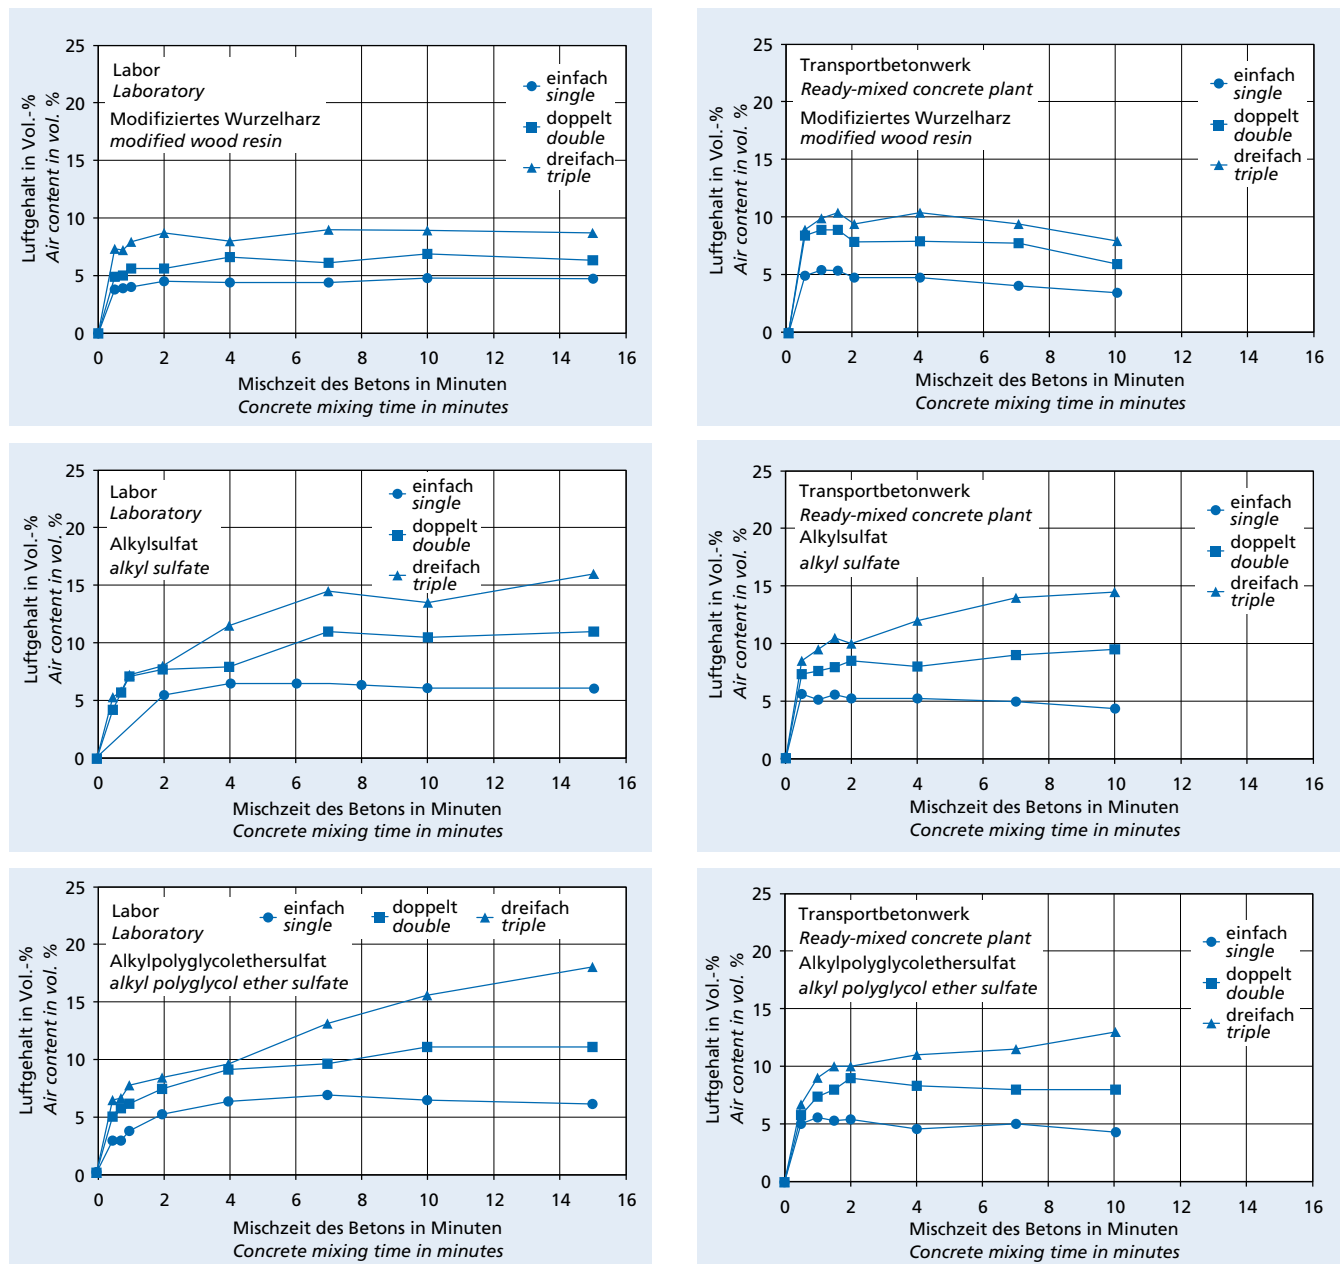 25
20
15
10
5
0
Luftgehalt in Vol.-%
Air content in vol. %
Labor
Laboratory
Modifiziertes Wurzelharz
modified wood resin
einfach
single
doppelt
double
dreifach
triple
0 2 4 6 8 10 12 14 16
Mischzeit des Betons in Minuten
Concrete mixing time in minutes
25
20
15
10
5
0
Luftgehalt in Vol.-%
Air content in vol. %
Transportbetonwerk
Ready-mixed concrete plant
Modifiziertes Wurzelharz
modified wood resin
einfach
single
doppelt
double
dreifach
triple
0 2 4 6 8 10 12 14 16
Mischzeit des Betons in Minuten
Concrete mixing time in minutes
25
20
15
10
5
0
Luftgehalt in Vol.-%
Air content in vol. %
Labor
Laboratory
Alkylsulfat
alkyl sulfate
einfach
single
doppelt
double
dreifach
triple
0 2 4 6 8 10 12 14 16
Mischzeit des Betons in Minuten
Concrete mixing time in minutes
25
20
15
10
5
0
Luftgehalt in Vol.-%
Air content in vol. %
Transportbetonwerk
Ready-mixed concrete plant
Alkylsulfat
alkyl sulfate
einfach
single
doppelt
double
dreifach
triple
0 2 4 6 8 10 12 14 16
Mischzeit des Betons in Minuten
Concrete mixing time in minutes
25
20
15
10
5
0
Luftgehalt in Vol.-%
Air content in vol. %
Labor
Laboratory
Alkylpolyglycolethersulfat
alkyl polyglycol ether sulfate
einfach
single
doppelt
double
dreifach
triple
0 2 4 6 8 10 12 14 16
Mischzeit des Betons in Minuten
Concrete mixing time in minutes
25
20
15
10
5
0
Luftgehalt in Vol.-%
Air content in vol. %
Transportbetonwerk
Ready-mixed concrete plant
Alkylpolyglycolethersulfat
alkyl polyglycol ether sulfate
einfach
single
doppelt
double
dreifach
triple
0 2 4 6 8 10 12 14 16
Mischzeit des Betons in Minuten
Concrete mixing time in minutes